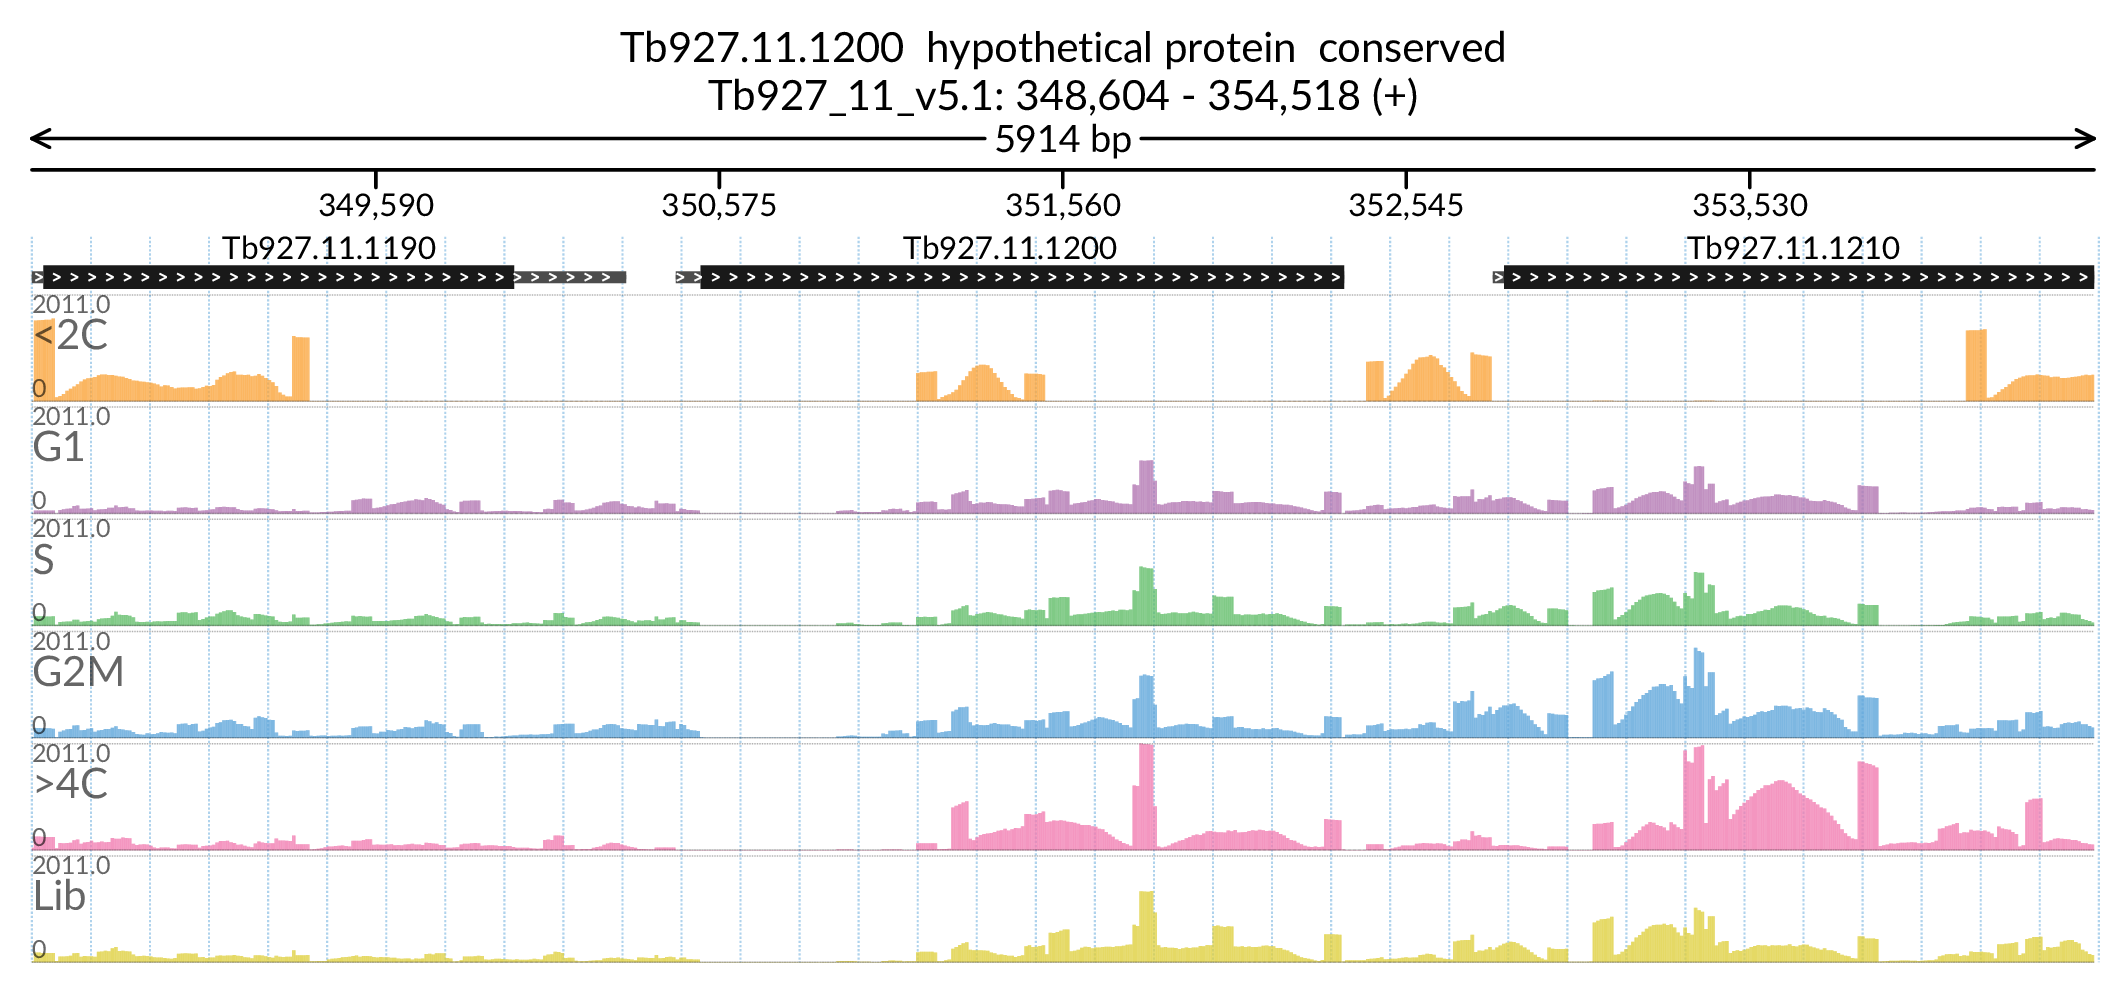 Tb927.11.1200 hypothetical protein conserved
Tb927_11_v5.1: 348,604 - 354,518 (+)
5914 bp
349,590 350,575 351,560 352,545 353,530
Tb927.11.1190 Tb927.11.1200 Tb927.11.1210
2011.0
<2C
0
2011.0
G1
0
2011.0
S
0
2011.0
G2M
0
2011.0
>4C
0
2011.0
Lib
0